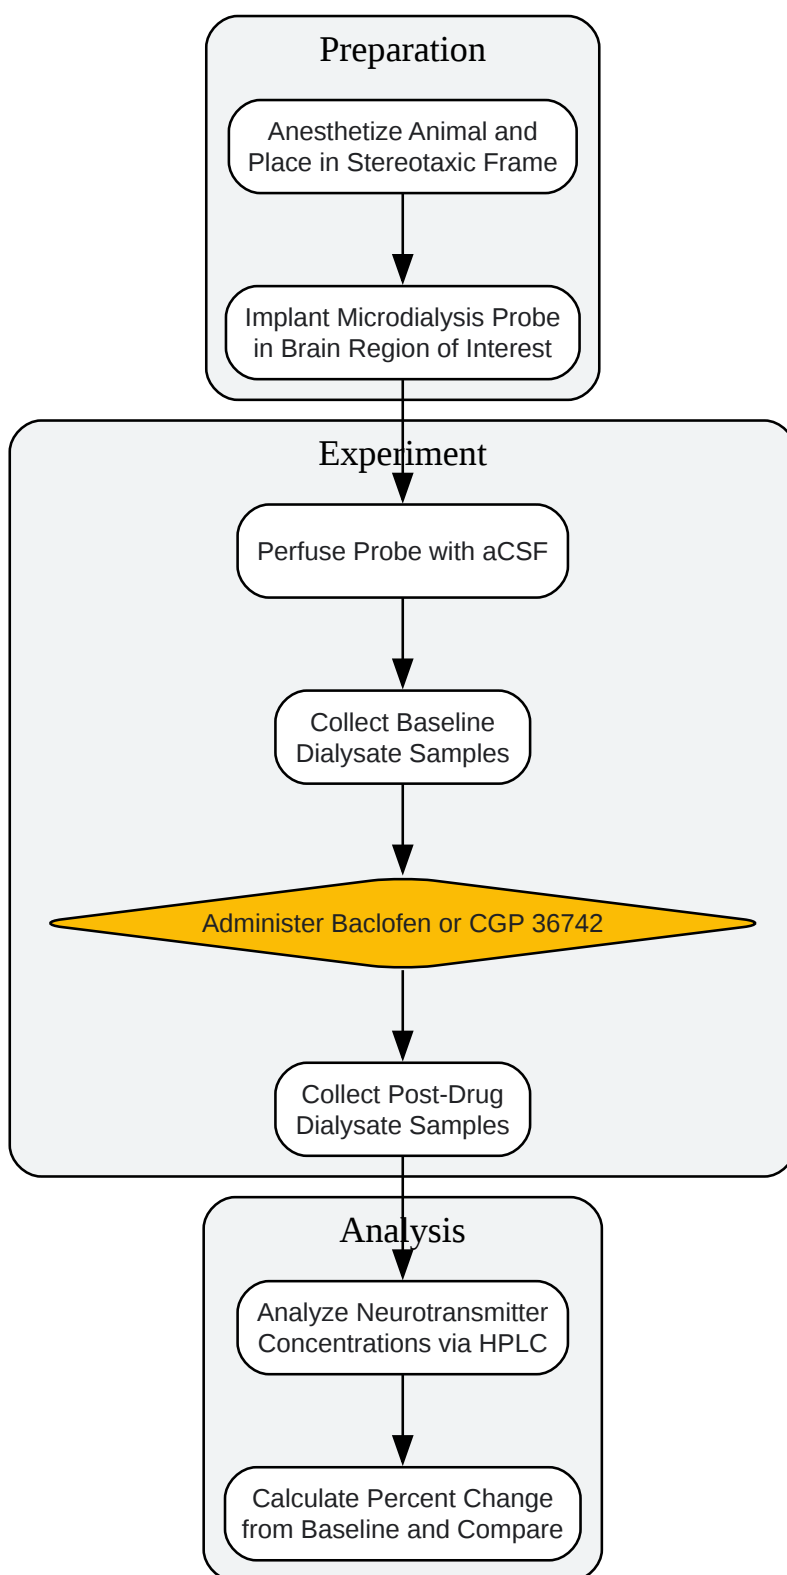 Preparation
Anesthetize Animal and
Place in Stereotaxic Frame
Implant Microdialysis Probe
in Brain Region of Interest
Experiment
Perfuse Probe with aCSF
Collect Baseline
Dialysate Samples
Administer Baclofen or CGP 36742
Collect Post-Drug
Dialysate Samples
Analysis
Analyze Neurotransmitter
Concentrations via HPLC
Calculate Percent Change
from Baseline and Compare